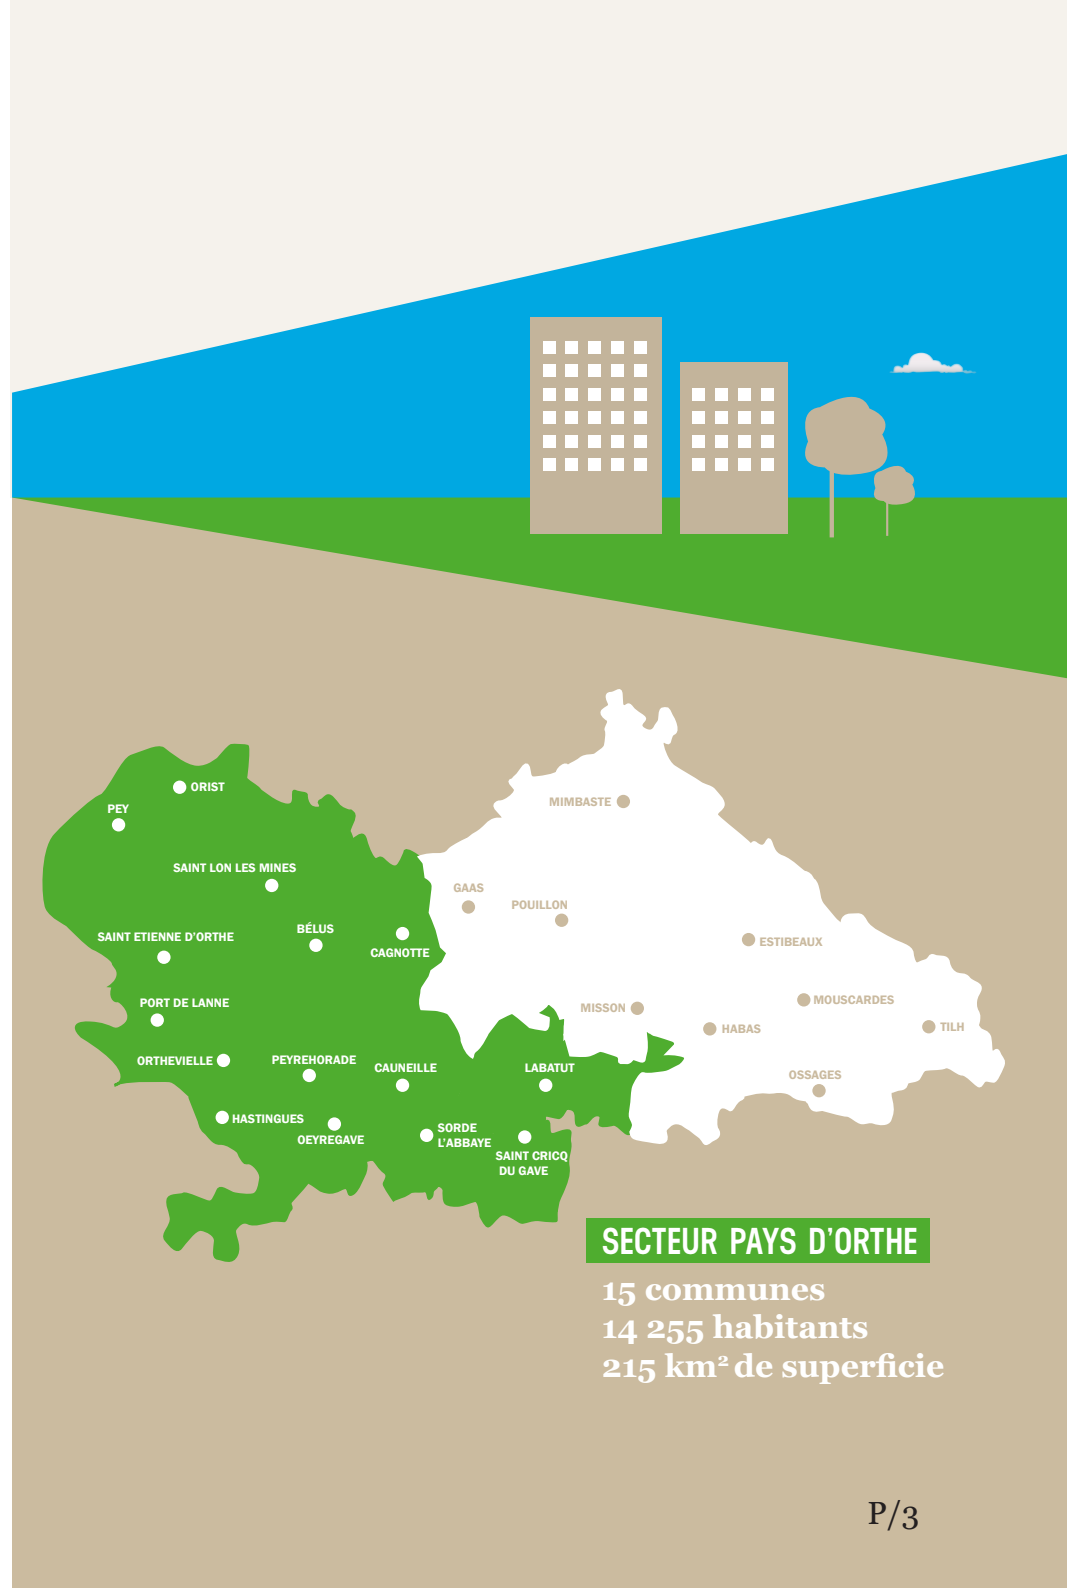 MIMBASTE
ORIST
PEY
SAINT LON LES MINES
GAAS
POUILLON
SAINT ETIENNE D'ORTHE
BÉLUS
CAGNOTTE
ESTIBEAUX
PORT DE LANNE
MISSON
MOUSCARDES
HABAS
TILH
ORTHEVIELLE
PEYREHORADE
CAUNEILLE
LABATUT
OSSAGES
HASTINGUES
OEYREGAVE
SORDE
L'ABBAYE
SAINT CRICQ
DU GAVE
SECTEUR PAYS D'ORTHE
15 communes
14 255 habitants
215 km² de superficie
P/3